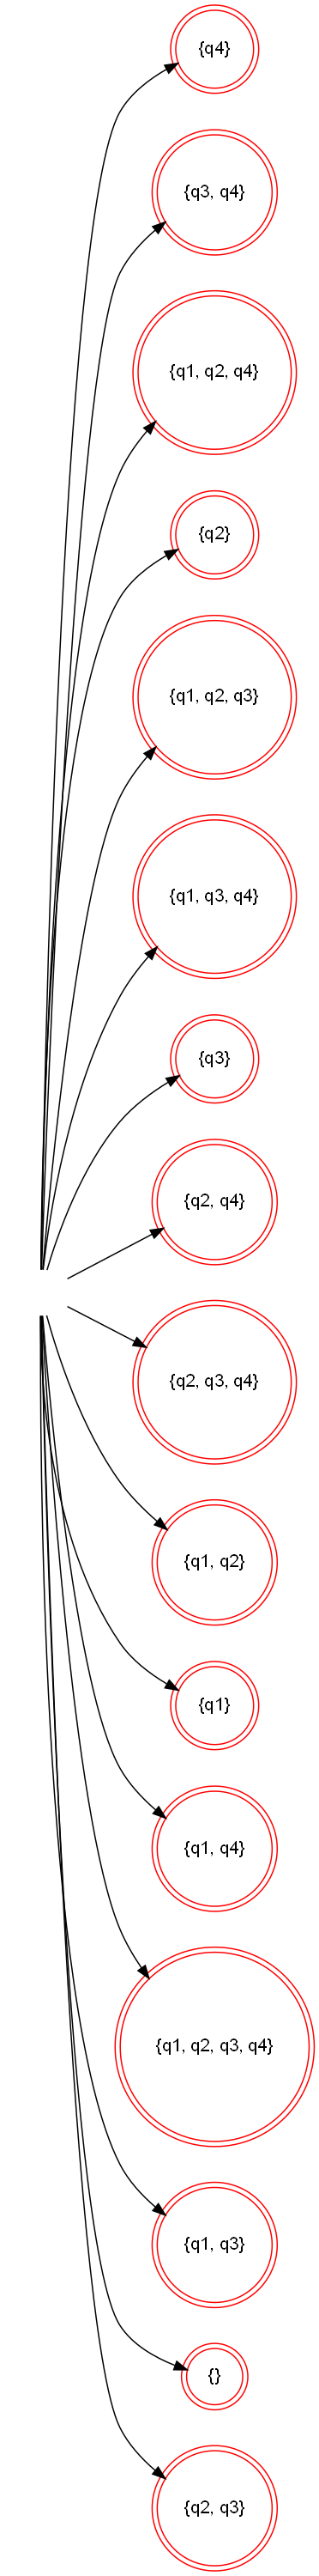 {q4}
{q3, q4}
{q1, q2, q4}
{q2}
{q1, q2, q3}
{q1, q3, q4}
{q3}
{q2, q4}
{q2, q3, q4}
{q1, q2}
{q1}
{q1, q4}
{q1, q2, q3, q4}
{q1, q3}
{}
{q2, q3}